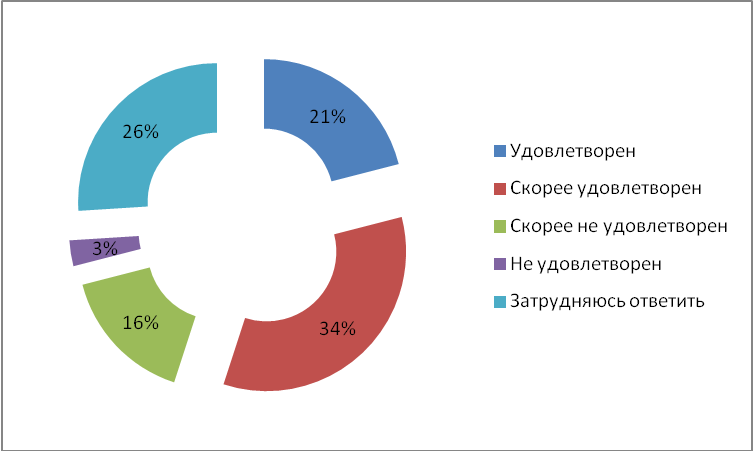 21%
34%
16%
3%
26%
Удовлетворен
Скорее удовлетворен
Скорее не удовлетворен
Не удовлетворен
Затрудняюсь ответить